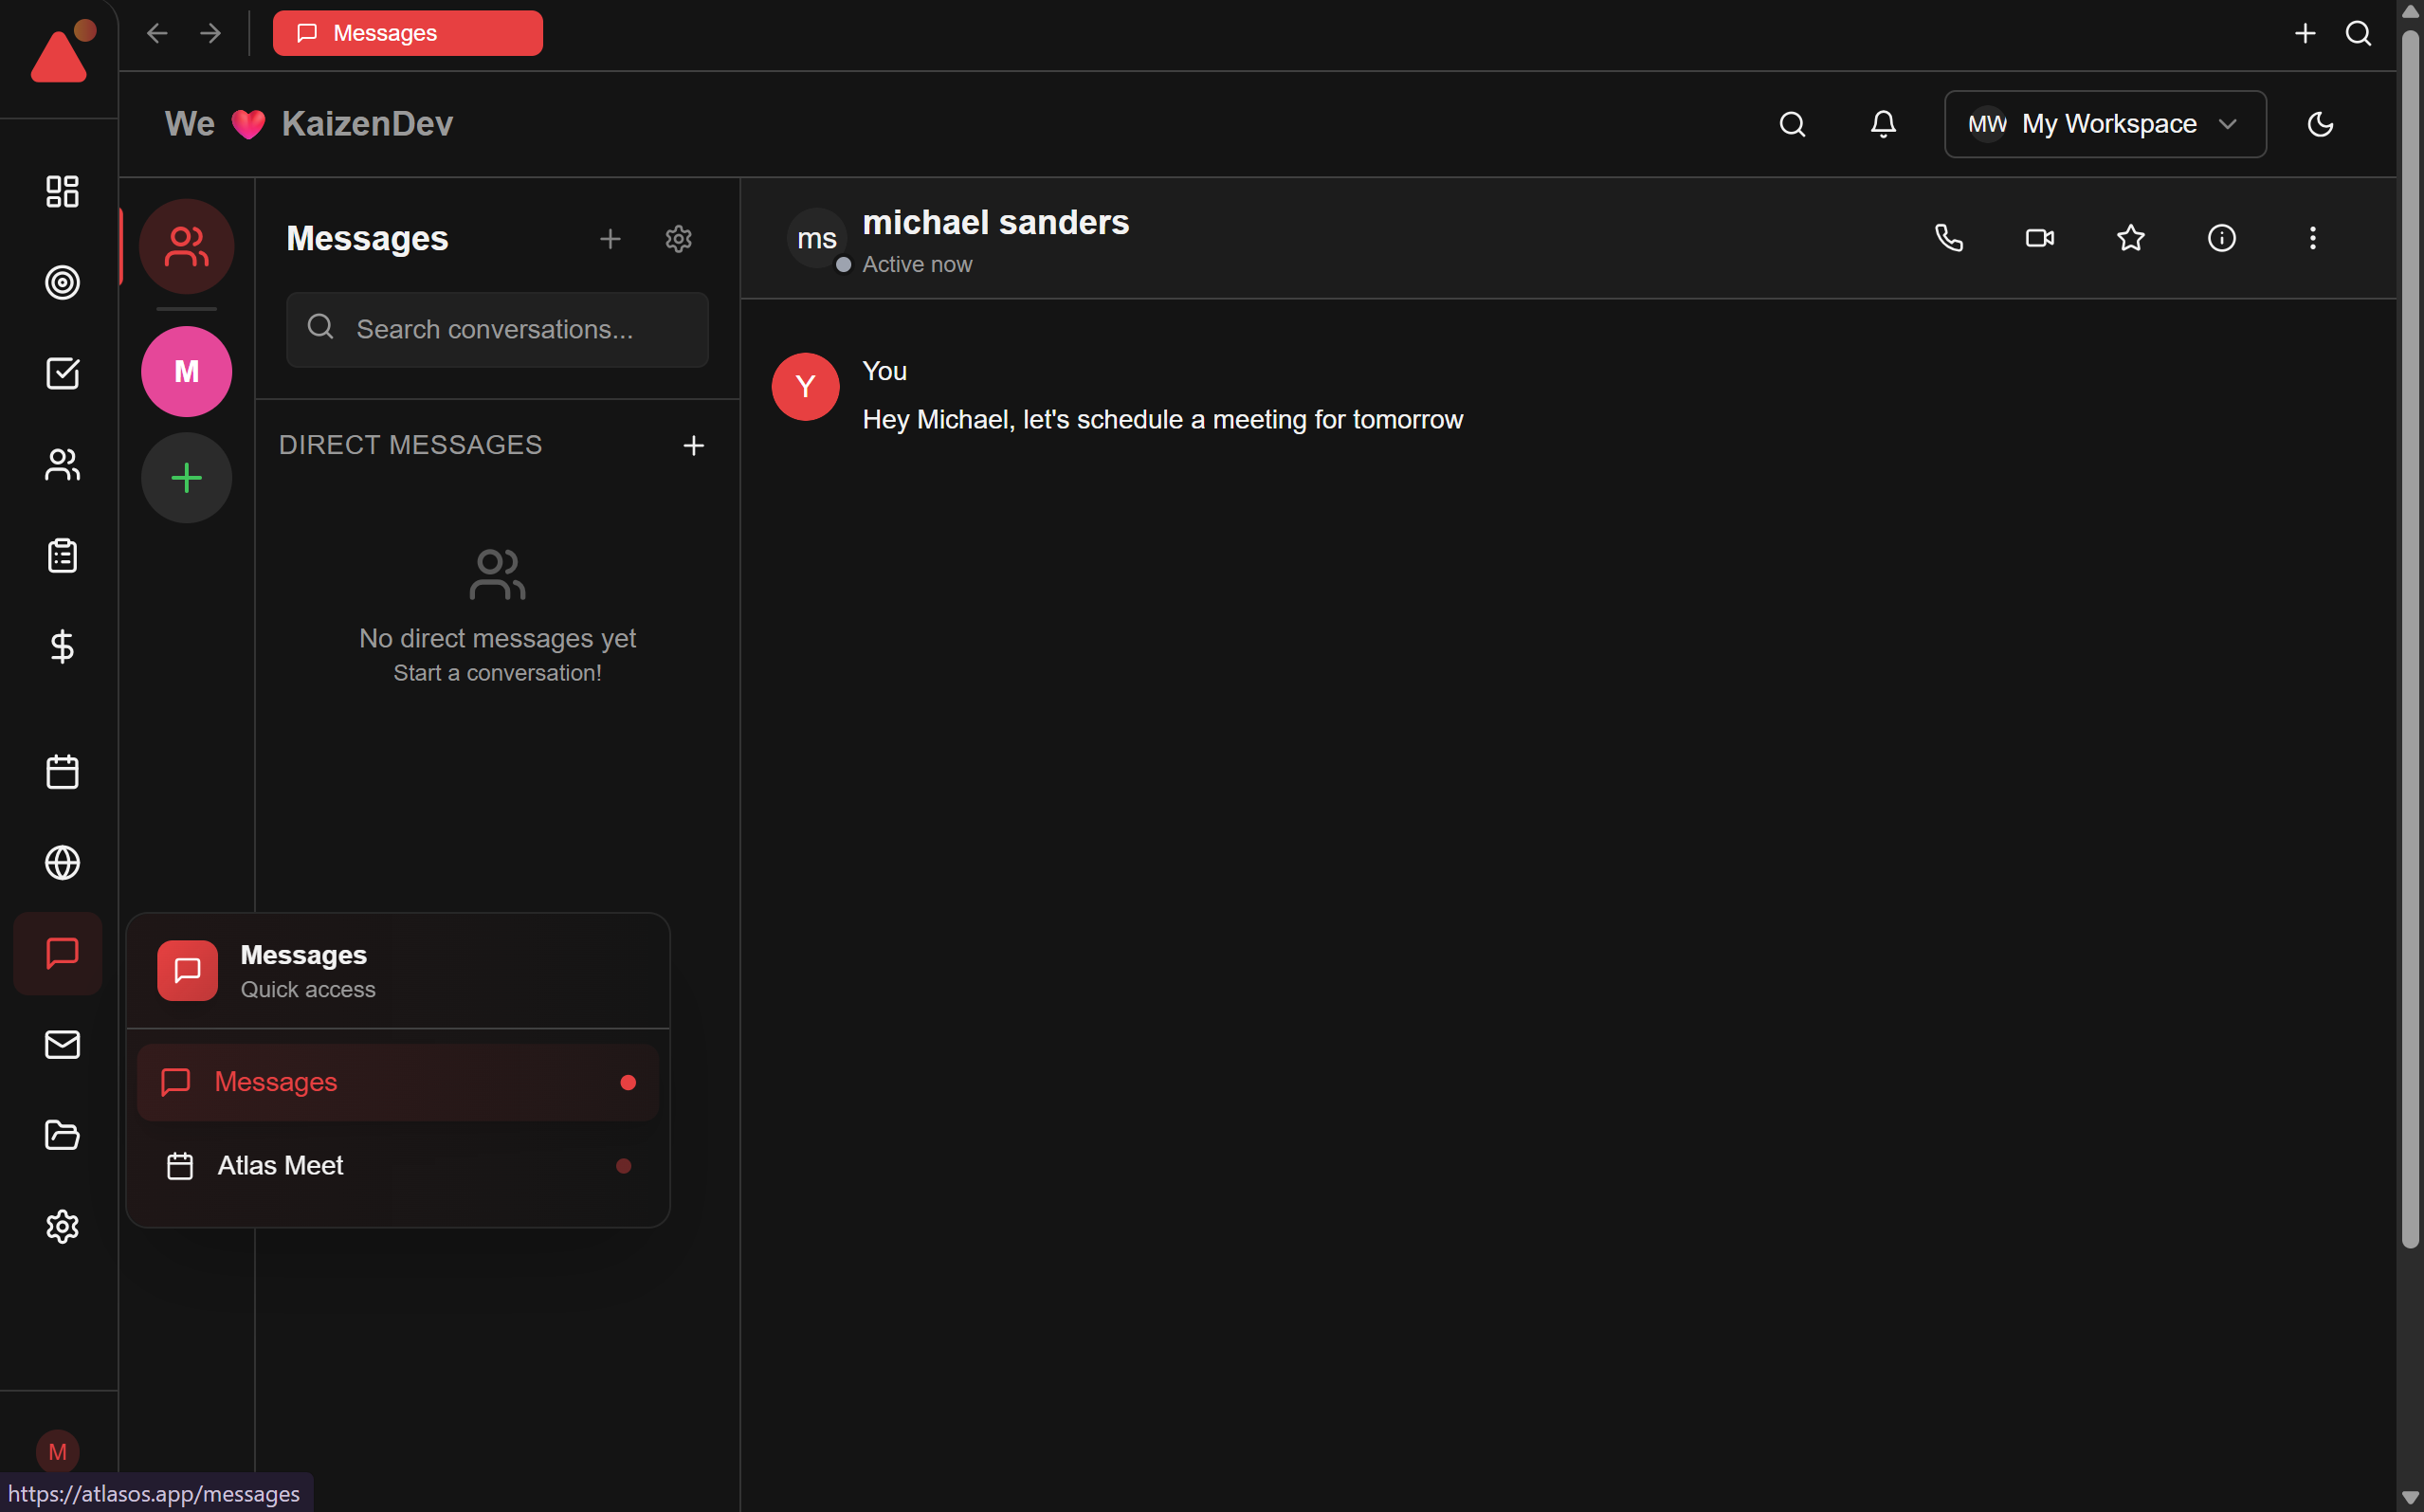 Messages
We ❤️ KaizenDev
MW My Workspace
Messages
ms
michael sanders
Active now
Search conversations...
M
Y
You
Hey Michael, let's schedule a meeting for tomorrow
DIRECT MESSAGES
No direct messages yet
Start a conversation!
Messages
Quick access
Messages
Atlas Meet
M
https://atlasos.app/messages